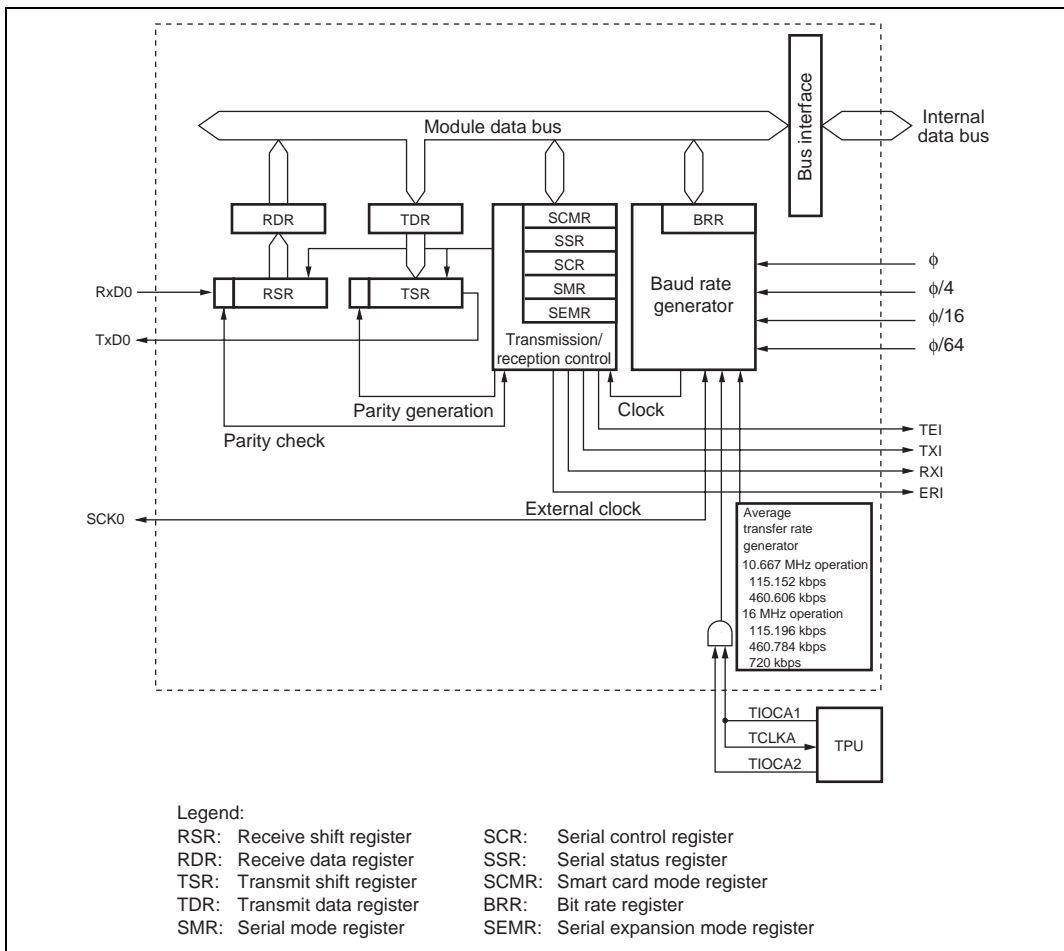 Bus interface
Internal
data bus
Module data bus
RDR
TDR
SCMR
SSR
SCR
SMR
SEMR
BRR
Baud rate
generator
RSR
TSR
RxD0
TxD0
Transmission/
reception control
φ
φ/4
φ/16
φ/64
Parity generation
Parity check
Clock
TEI
TXI
RXI
ERI
External clock
SCK0
Average
transfer rate
generator
10.667 MHz operation
115.152 kbps
460.606 kbps
16 MHz operation
115.196 kbps
460.784 kbps
720 kbps
TIOCA1
TCLKA
TIOCA2
TPU
Legend:
RSR: Receive shift register
RDR: Receive data register
TSR: Transmit shift register
TDR: Transmit data register
SMR: Serial mode register
SCR: Serial control register
SSR: Serial status register
SCMR: Smart card mode register
BRR: Bit rate register
SEMR: Serial expansion mode register